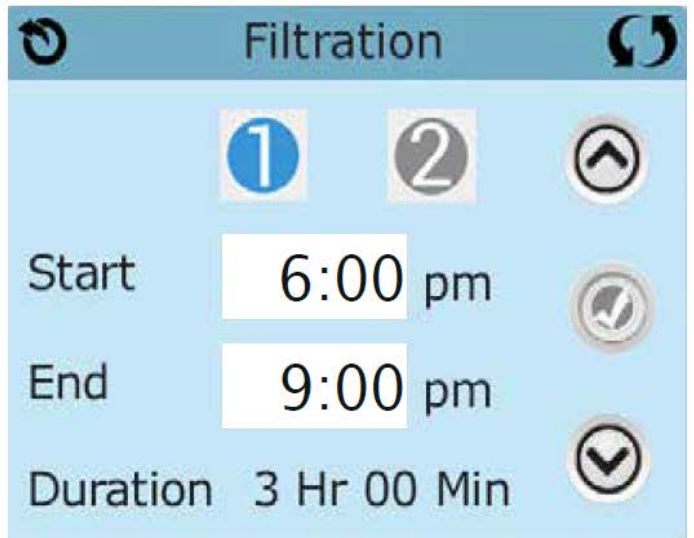 Filtration
1 2
Start 6:00 pm
End 9:00 pm
Duration 3 Hr 00 Min